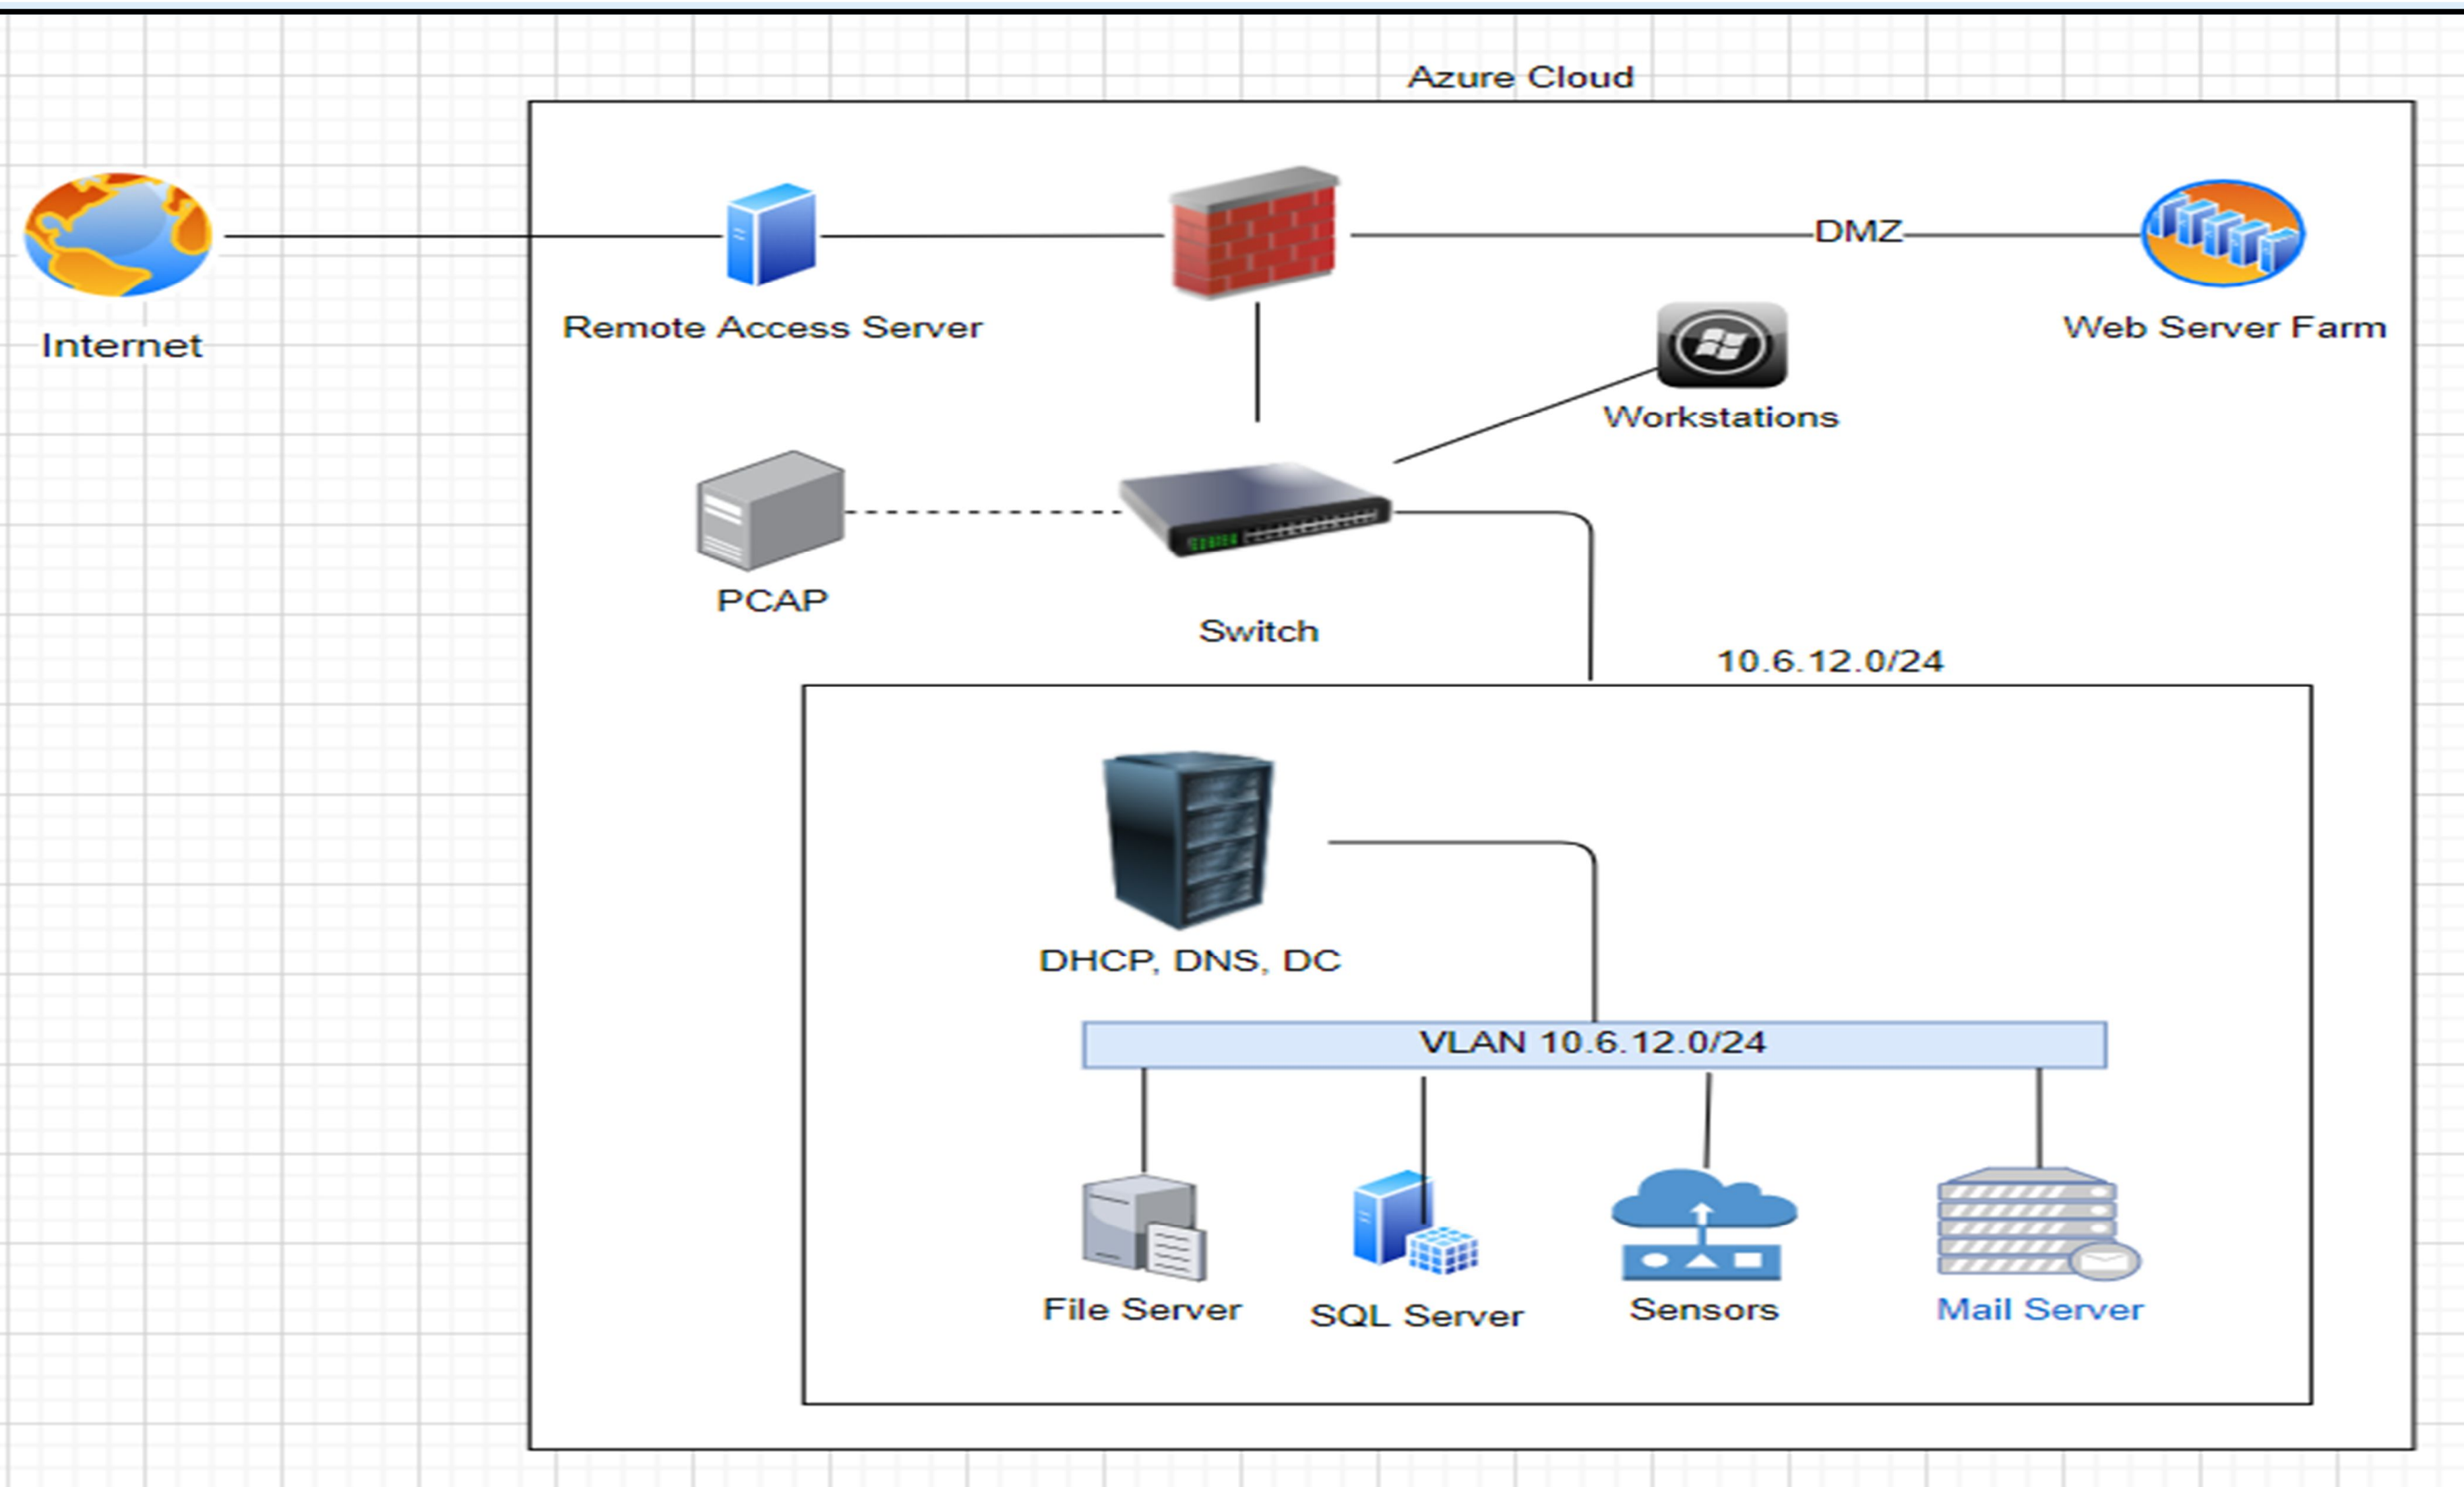 Azure Cloud
DMZ
Internet
Remote Access Server
Web Server Farm
Workstations
PCAP
Switch
10.6.12.0/24
DHCP, DNS, DC
VLAN 10.6.12.0/24
File Server
SQL Server
Sensors
Mail Server